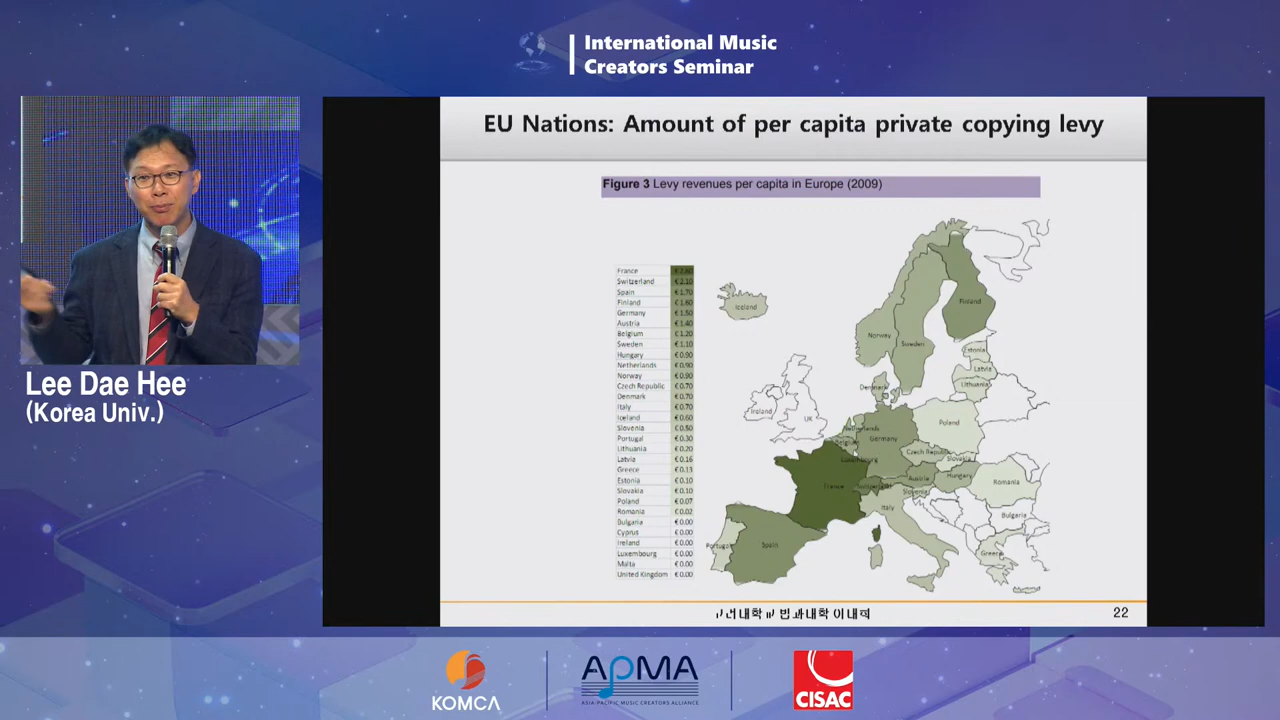 International Music
Creators Seminar
EU Nations: Amount of per capita private copying levy
Figure 3 Levy revenues per capita in Europe (2009)
France € 2.60
Switzerland € 2.10
Spain € 1.70
Finland € 1.60
Germany € 1.50
Austria € 1.40
Belgium € 1.20
Sweden € 1.10
Hungary € 0.90
Netherlands € 0.90
Norway € 0.90
Czech Republic € 0.70
Denmark € 0.70
Italy € 0.70
Iceland € 0.60
Slovenia € 0.50
Portugal € 0.30
Lithuania € 0.20
Latvia € 0.16
Greece € 0.13
Estonia € 0.10
Slovakia € 0.10
Poland € 0.07
Romania € 0.02
Bulgaria € 0.00
Cyprus € 0.00
Ireland € 0.00
Luxembourg € 0.00
Malta € 0.00
United Kingdom € 0.00
Iceland
Finland
Norway
Sweden
Estonia
Latvia
Lithuania
Denmark
Ireland
UK
Netherlands
Poland
Belgium
Germany
Luxembourg
Czech Republic
Slovakia
France
Switzerland
Austria
Hungary
Romania
Slovenia
Italy
Bulgaria
Portugal
Spain
Greece
22
Lee Dae Hee
(Korea Univ.)
KOMCA
APMA
ASIA-PACIFIC MUSIC CREATORS ALLIANCE
CISAC